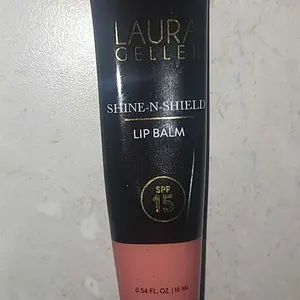 LAURA
GELLER
SHINE-N-SHIELD
LIP BALM
SPF
15
0.54 FL. OZ. | 16 ML